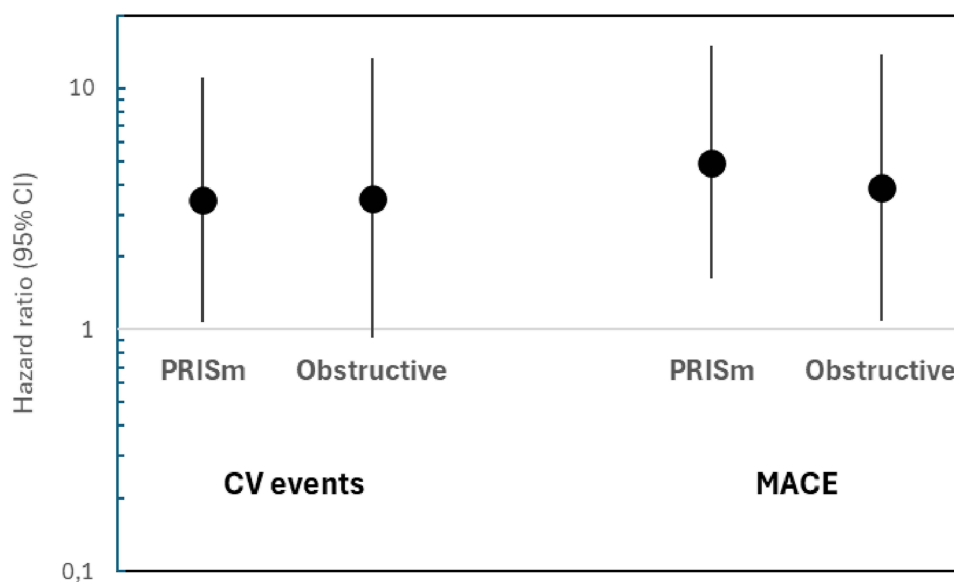 Hazard ratio (95% CI)
10
1
0,1
PRISm Obstructive PRISm Obstructive
CV events MACE